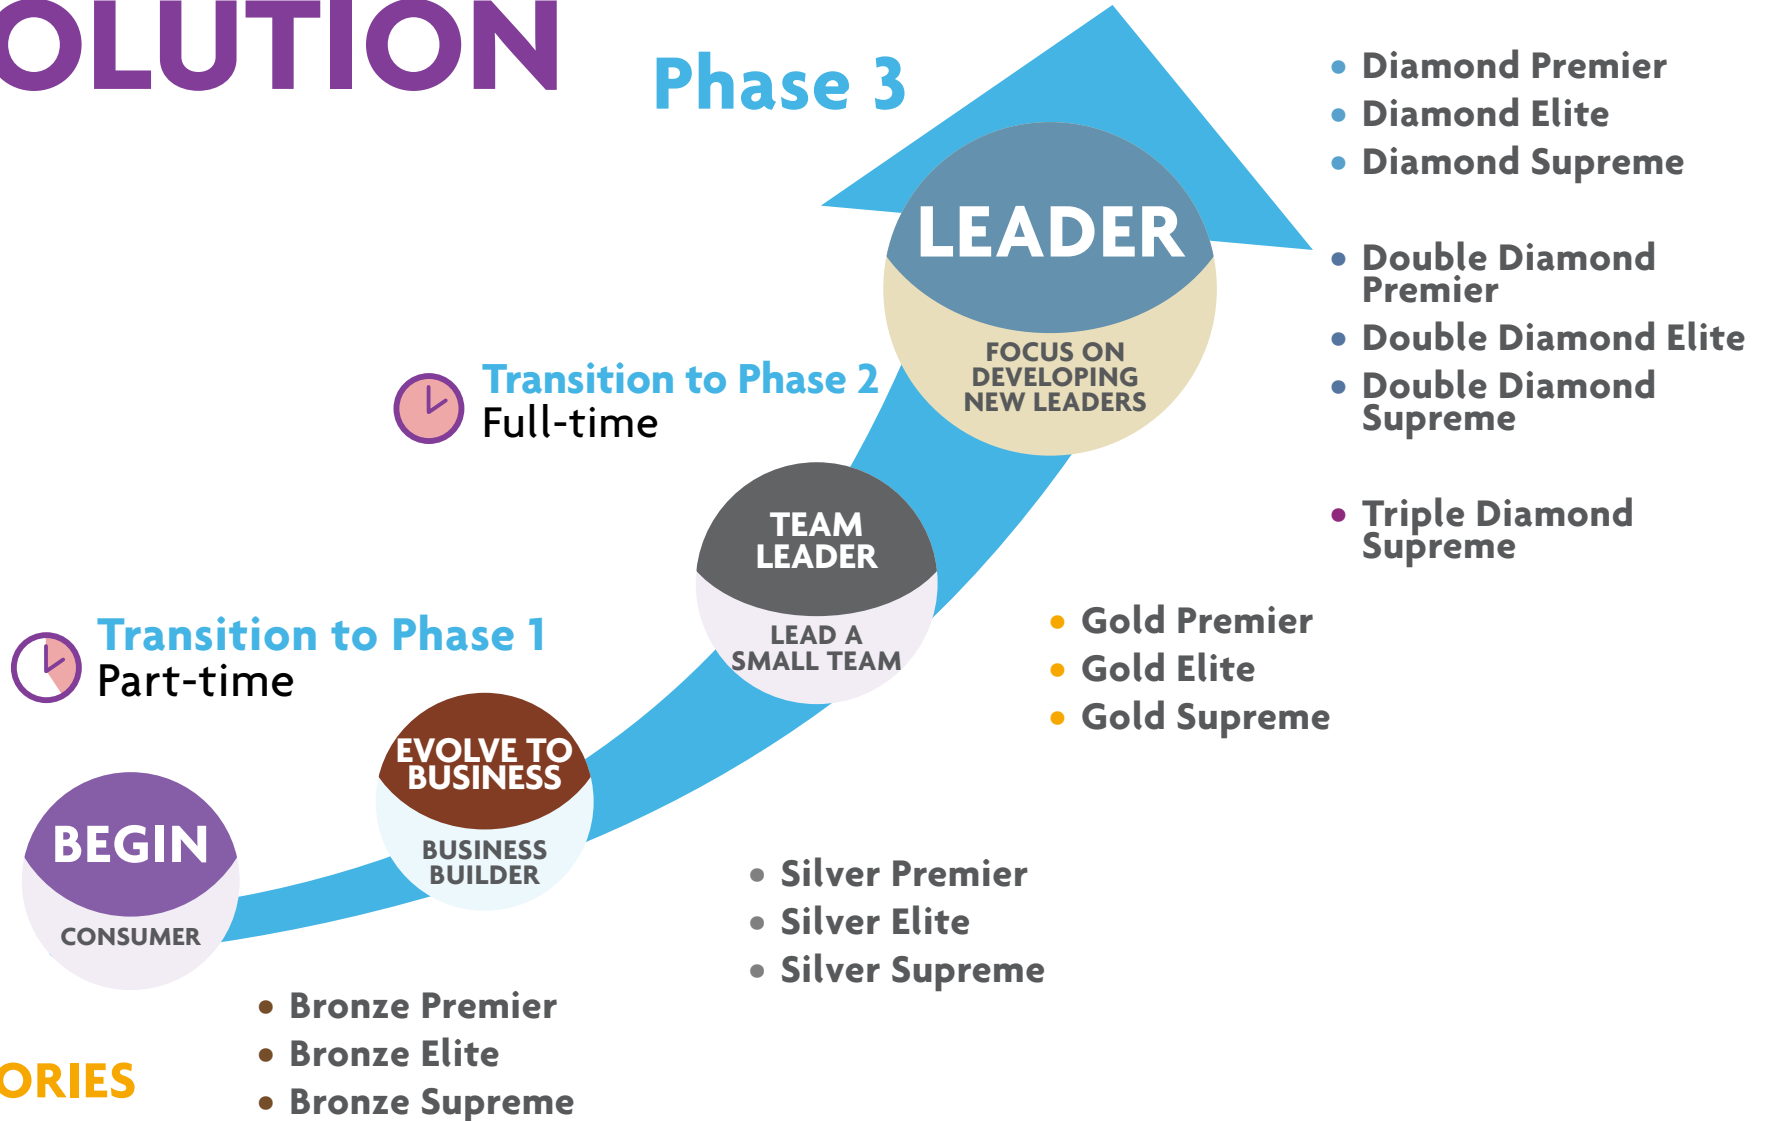 OLUTION
Phase 3
LEADER
FOCUS ON
DEVELOPING
NEW LEADERS
• Diamond Premier
• Diamond Elite
• Diamond Supreme
• Double Diamond
Premier
• Double Diamond Elite
• Double Diamond
Supreme
• Triple Diamond
Supreme
Transition to Phase 2
Full-time
TEAM
LEADER
LEAD A
SMALL TEAM
• Gold Premier
• Gold Elite
• Gold Supreme
Transition to Phase 1
Part-time
EVOLVE TO
BUSINESS
BUSINESS
BUILDER
• Silver Premier
• Silver Elite
• Silver Supreme
BEGIN
CONSUMER
• Bronze Premier
• Bronze Elite
• Bronze Supreme
ORIES